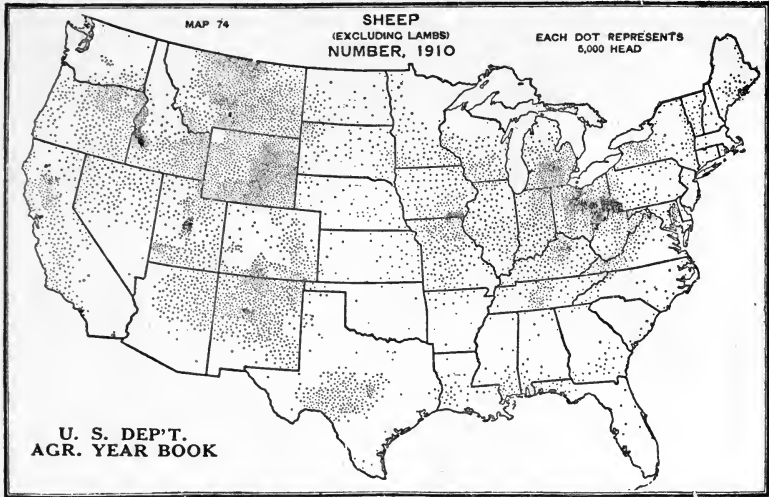 MAP 74
SHEEP
(EXCLUDING LAMBS)
NUMBER, 1910
EACH DOT REPRESENTS
5,000 HEAD
U. S. DEP'T.
AGR. YEAR BOOK